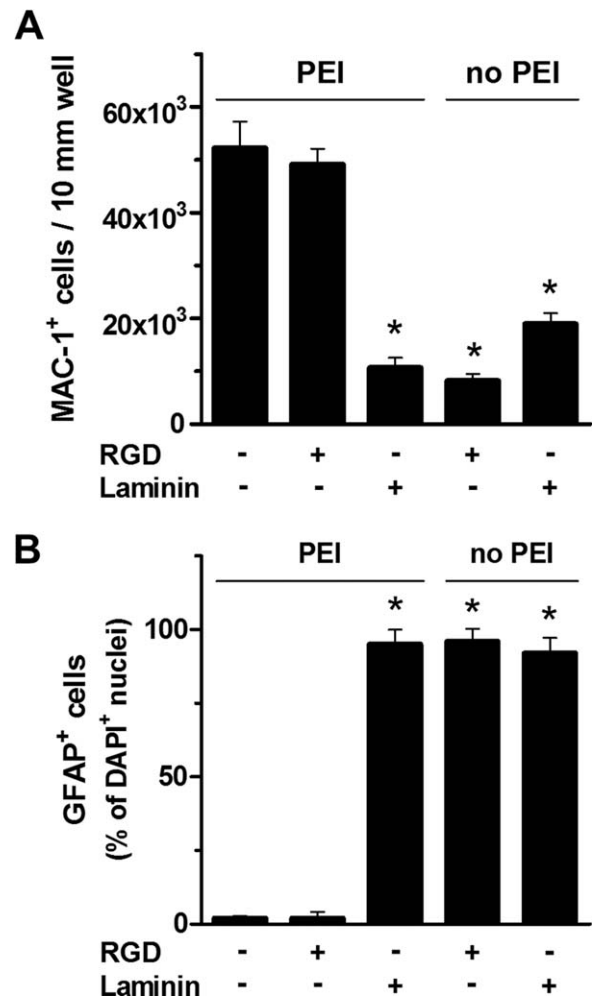 A
PEI no PEI
MAC-1⁺ cells / 10 mm well
60x10³
40x10³
20x10³
0
* * *
RGD - + - + -
Laminin - - + - +
B
PEI no PEI
GFAP⁺ cells
(% of DAPI⁺ nuclei)
100
50
0
* * *
RGD - + - + -
Laminin - - + - +